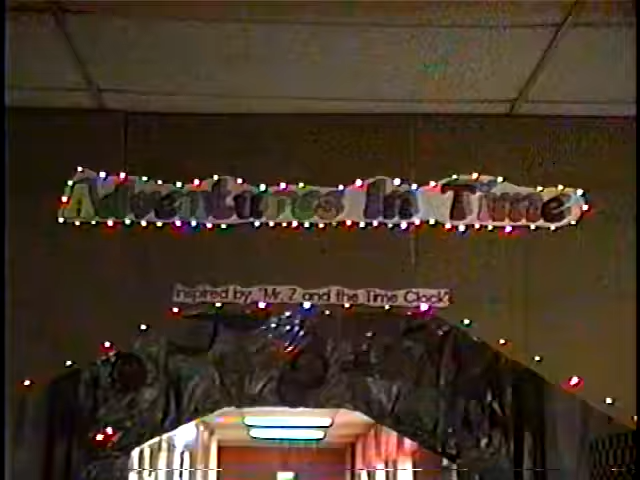 Adventures In Time
Inspired by "Mr. Z and the Time Clock"